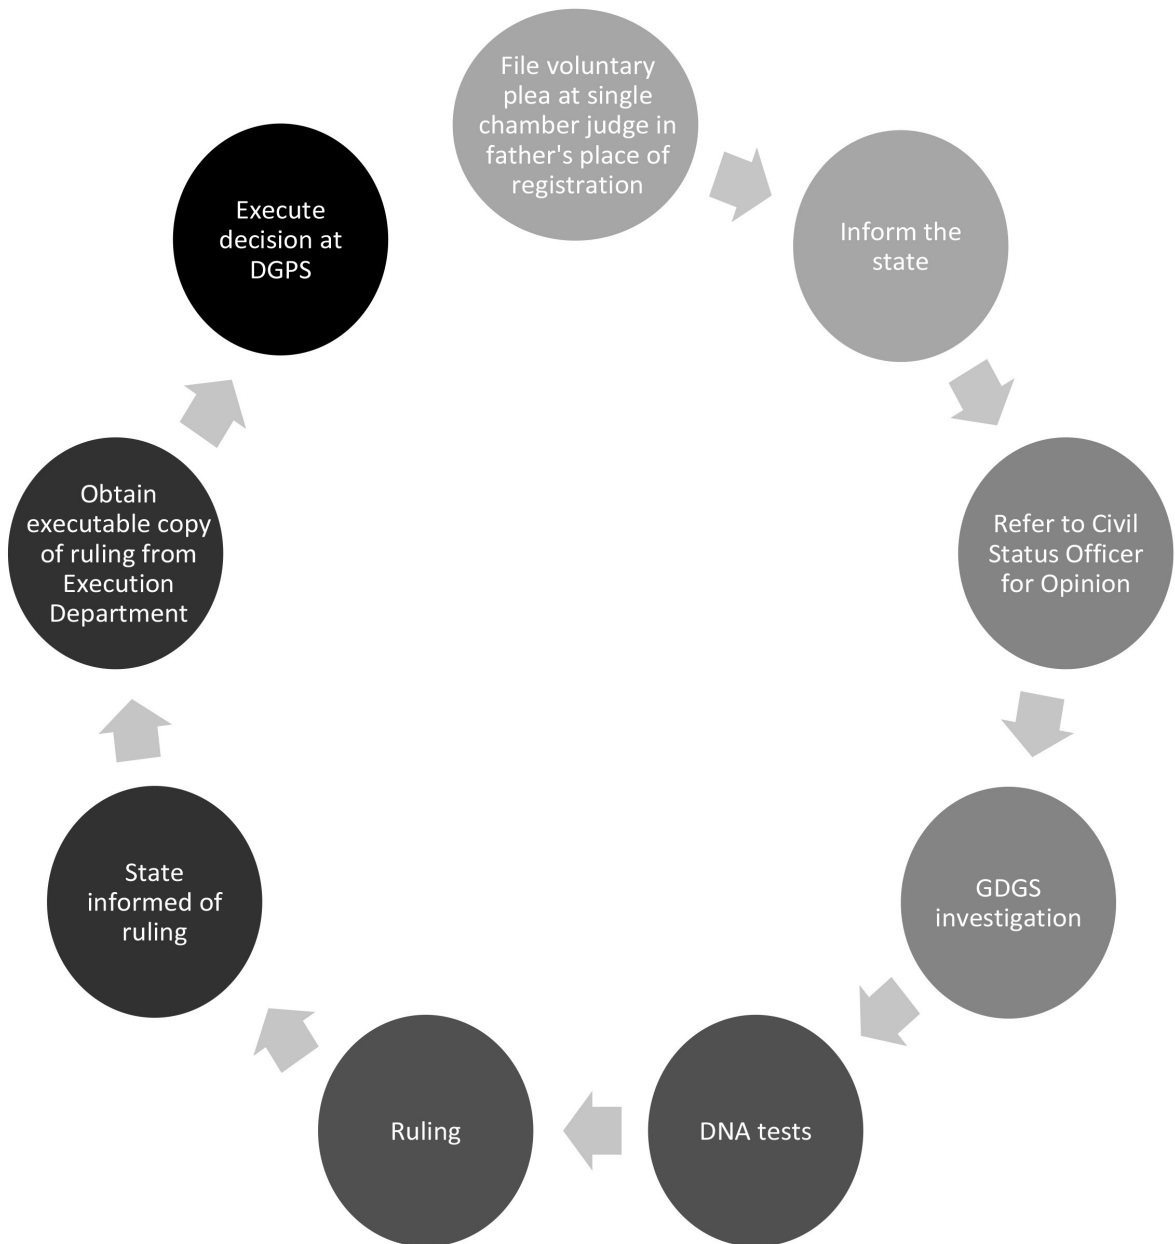 File voluntary
plea at single
chamber judge in
father's place of
registration
Inform the
state
Refer to Civil
Status Officer
for Opinion
GDGS
investigation
DNA tests
Ruling
State
informed of
ruling
Obtain
executable copy
of ruling from
Execution
Department
Execute
decision at
DGPS